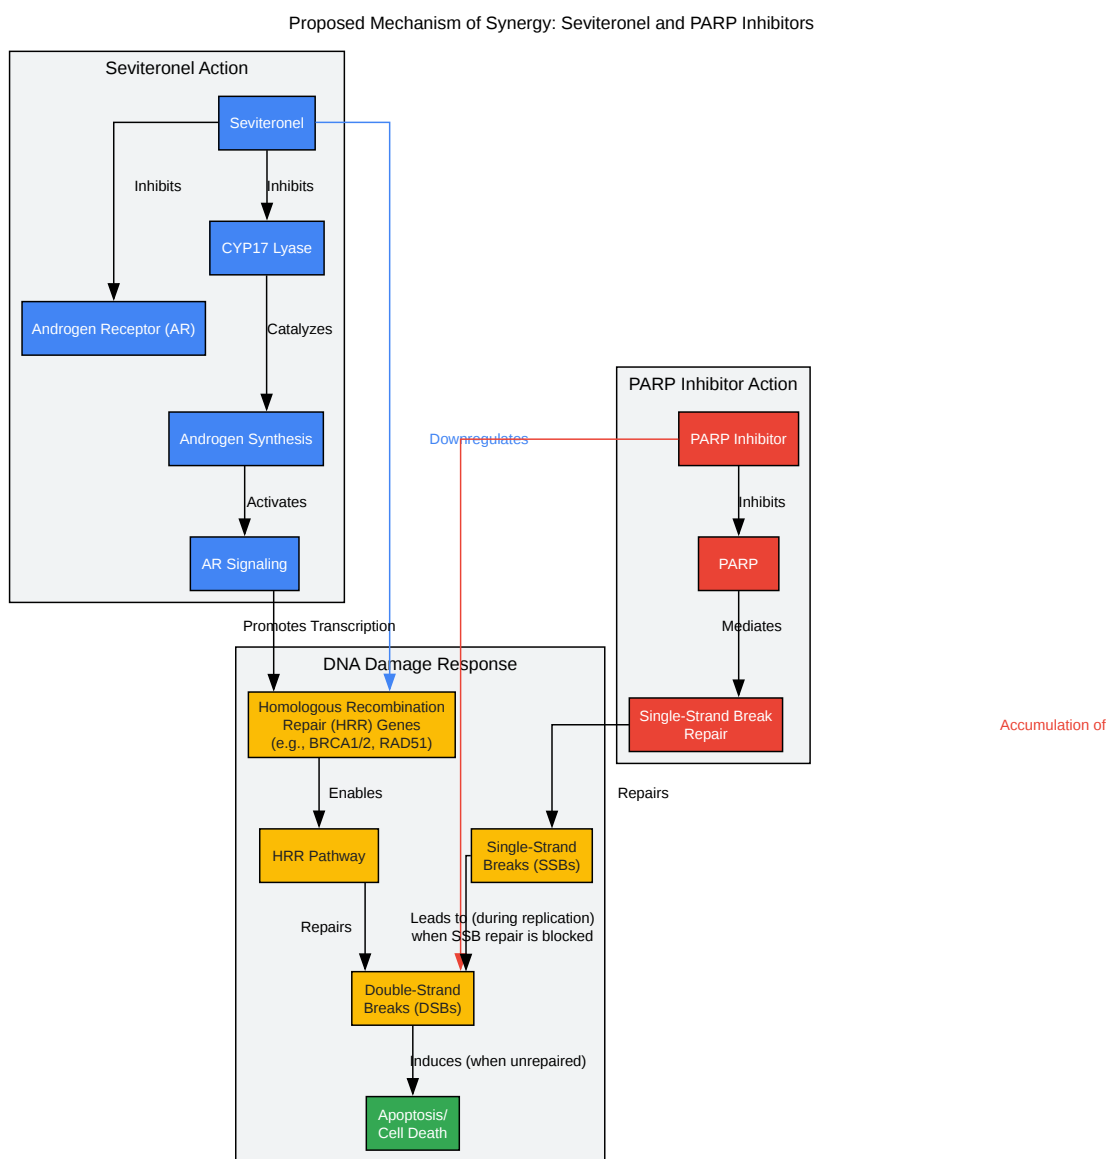 Proposed Mechanism of Synergy: Seviteronel and PARP Inhibitors
Seviteronel Action
Seviteronel
Inhibits
Inhibits
CYP17 Lyase
Androgen Receptor (AR)
Catalyzes
Androgen Synthesis
Activates
AR Signaling
Promotes Transcription
PARP Inhibitor Action
Downregulates
PARP Inhibitor
Inhibits
PARP
Mediates
Single-Strand Break
Repair
Accumulation of
Repairs
DNA Damage Response
Homologous Recombination
Repair (HRR) Genes
(e.g., BRCA1/2, RAD51)
Enables
HRR Pathway
Single-Strand
Breaks (SSBs)
Repairs
Leads to (during replication)
when SSB repair is blocked
Double-Strand
Breaks (DSBs)
Induces (when unrepaired)
Apoptosis/
Cell Death